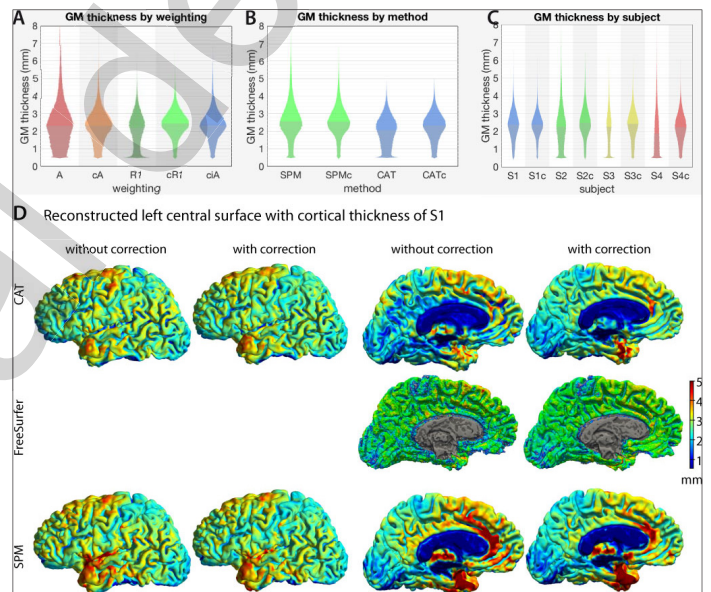 A GM thickness by weighting
GM thickness (mm)
8
7
6
5
4
3
2
1
0
A cA R1 cR1 ciA
weighting
B GM thickness by method
GM thickness (mm)
8
7
6
5
4
3
2
1
0
SPM SPMc CAT CATc
method
C GM thickness by subject
GM thickness (mm)
8
7
6
5
4
3
2
1
0
S1 S1c S2 S2c S3 S3c S4 S4c
subject
D Reconstructed left central surface with cortical thickness of S1
without correction with correction without correction with correction
CAT
FreeSurfer
5
4
3
2
1
mm
SPM